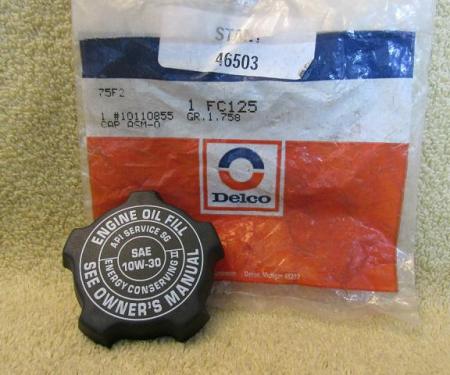 46503
75F2
1 FC125
1 #10110855 GR.1.758
CAP ASM-O
Delco
ENGINE OIL FILL
API SERVICE SG
SAE
10W-30
ENERGY CONSERVING II
SEE OWNER'S MANUAL